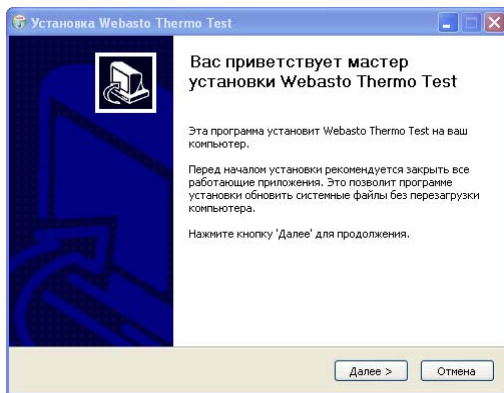 Установка Webasto Thermo Test
Вас приветствует мастер
установки Webasto Thermo Test
Эта программа установит Webasto Thermo Test на ваш
компьютер.
Перед началом установки рекомендуется закрыть все
работающие приложения. Это позволит программе
установки обновить системные файлы без перезагрузки
компьютера.
Нажмите кнопку 'Далее' для продолжения.
Далее >
Отмена